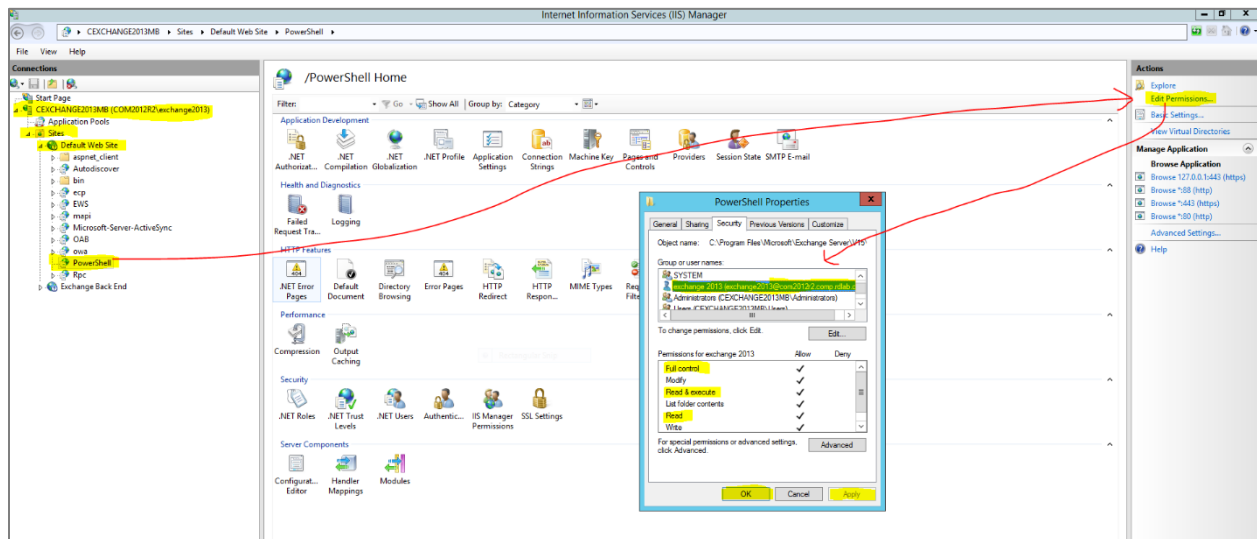 Internet Information Services (IIS) Manager
CEXCHANGE2013MB Sites Default Web Site PowerShell
File View Help
Connections
Start Page
CEXCHANGE2013MB (COM2012R2\exchange2013)
Application Pools
Sites
Default Web Site
aspnet_client
Autodiscover
bin
ecp
EWS
mapi
Microsoft-Server-ActiveSync
OAB
owa
PowerShell
Rpc
Exchange Back End
/PowerShell Home
Filter: Go Show All Group by: Category
Application Development
.NET Authorizat...
.NET Compilation
.NET Globalization
.NET Profile
Application Settings
Connection Strings
Machine Key
Pages and Controls
Providers
Session State
SMTP E-mail
Health and Diagnostics
Failed Request Tra...
Logging
HTTP Features
.NET Error Pages
Default Document
Directory Browsing
Error Pages
HTTP Redirect
HTTP Respon...
MIME Types
Req
Filte
Performance
Compression
Output Caching
Security
.NET Roles
.NET Trust Levels
.NET Users
Authentic...
IIS Manager Permissions
SSL Settings
Server Components
Configurat... Editor
Handler Mappings
Modules
PowerShell Properties
General Sharing Security Previous Versions Customize
Object name: C:\Program Files\Microsoft\Exchange Server\V15\
Group or user names:
SYSTEM
exchange 2013 (exchange2013@com2012r2.comp.rdlab.
Administrators (CEXCHANGE2013MB\Administrators)
Users (CEXCHANGE2013MB\Users)
To change permissions, click Edit.
Edit...
Permissions for exchange 2013 Allow Deny
Full control
Modify
Read & execute
List folder contents
Read
Write
For special permissions or advanced settings, click Advanced.
Advanced
OK Cancel Apply
Actions
Explore
Edit Permissions...
Basic Settings...
View Virtual Directories
Manage Application
Browse Application
Browse 127.0.0.1:443 (https)
Browse *:88 (http)
Browse *:443 (https)
Browse *:80 (http)
Advanced Settings...
Help